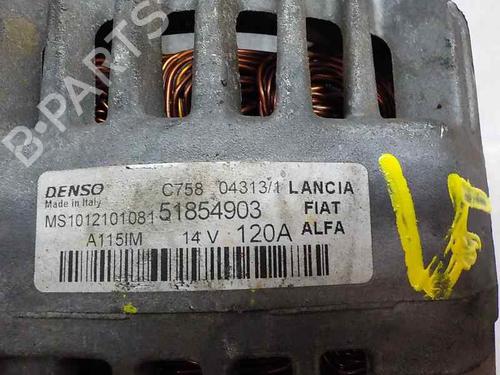 B-PARTS
DENSO C758 04313/1 LANCIA
Made in Italy
MS1012101081 51854903 FIAT
A115IM 14 V 120A ALFA